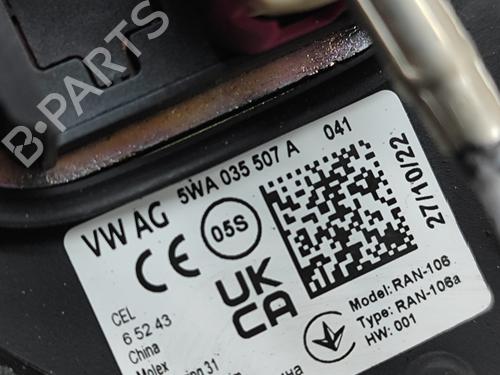 B-PARTS
VW AG 5WA 035 507 A 041
CE 05S
27/10/22
UK
CA
CEL
6 52 43
China
Molex
31
Model: RAN-106
Type: RAN-106a
HW: 001